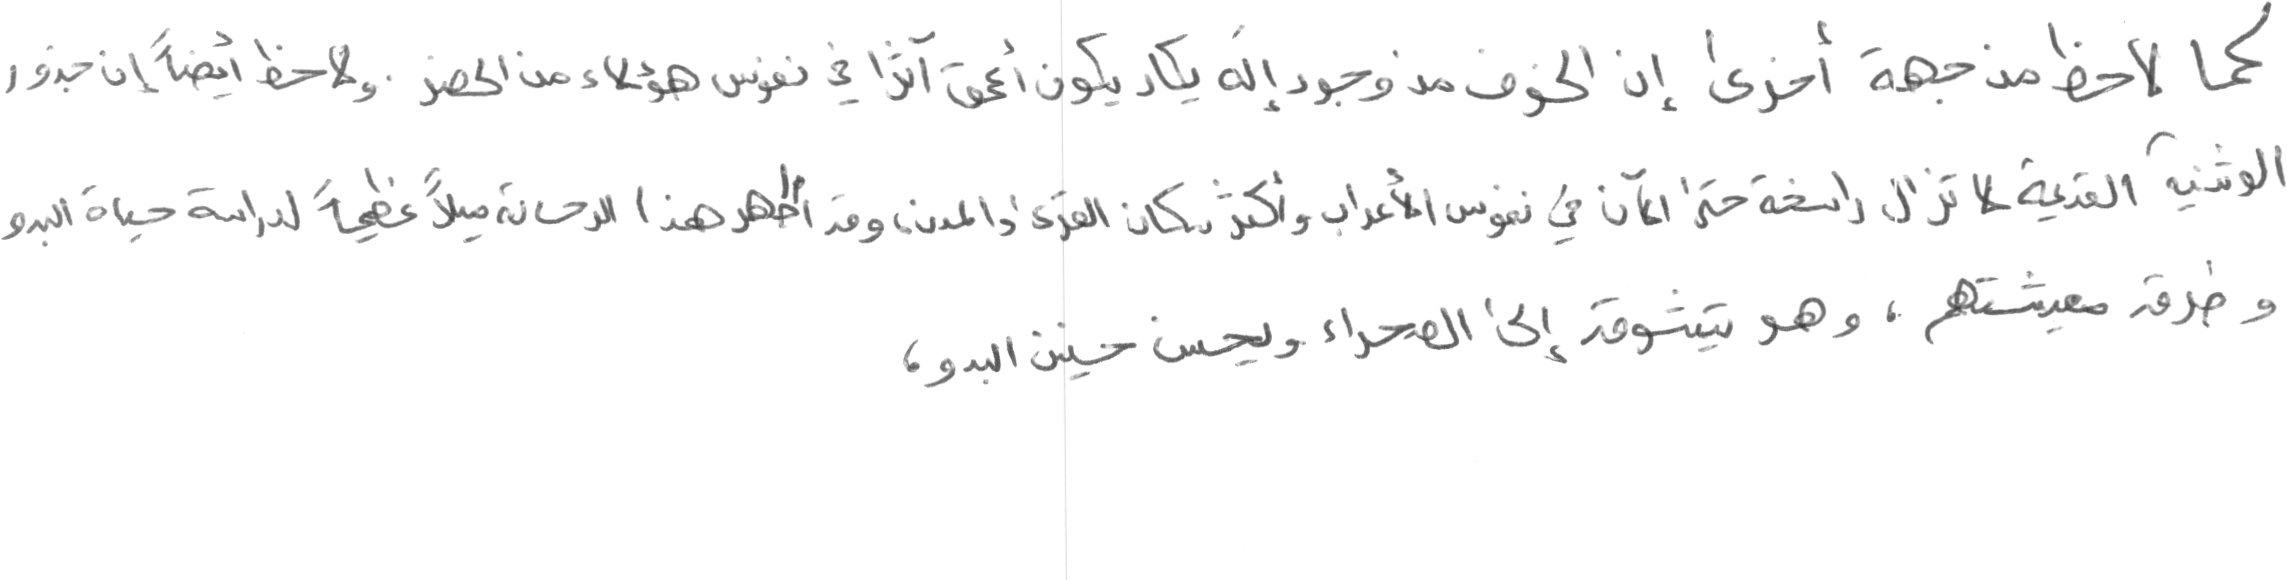 كما لاحظ من جهة أخرى إن الخوف من وجود إله يكاد يكون أعمق آثرا في نفوس هؤلاء من الحضر . ولاحظ أيضاً إن جذور
الوثنية القديمة لا تزال راسخة حتى الآن في نفوس الأعراب وأكثر سكان القرى والمدن، وقد أظهر هذا الرحالة ميلاً عظيماً لدراسة حياة البدو
وطرق معيشتهم ، وهو يتشوق إلى الصحراء ويحس حنين البدو ،